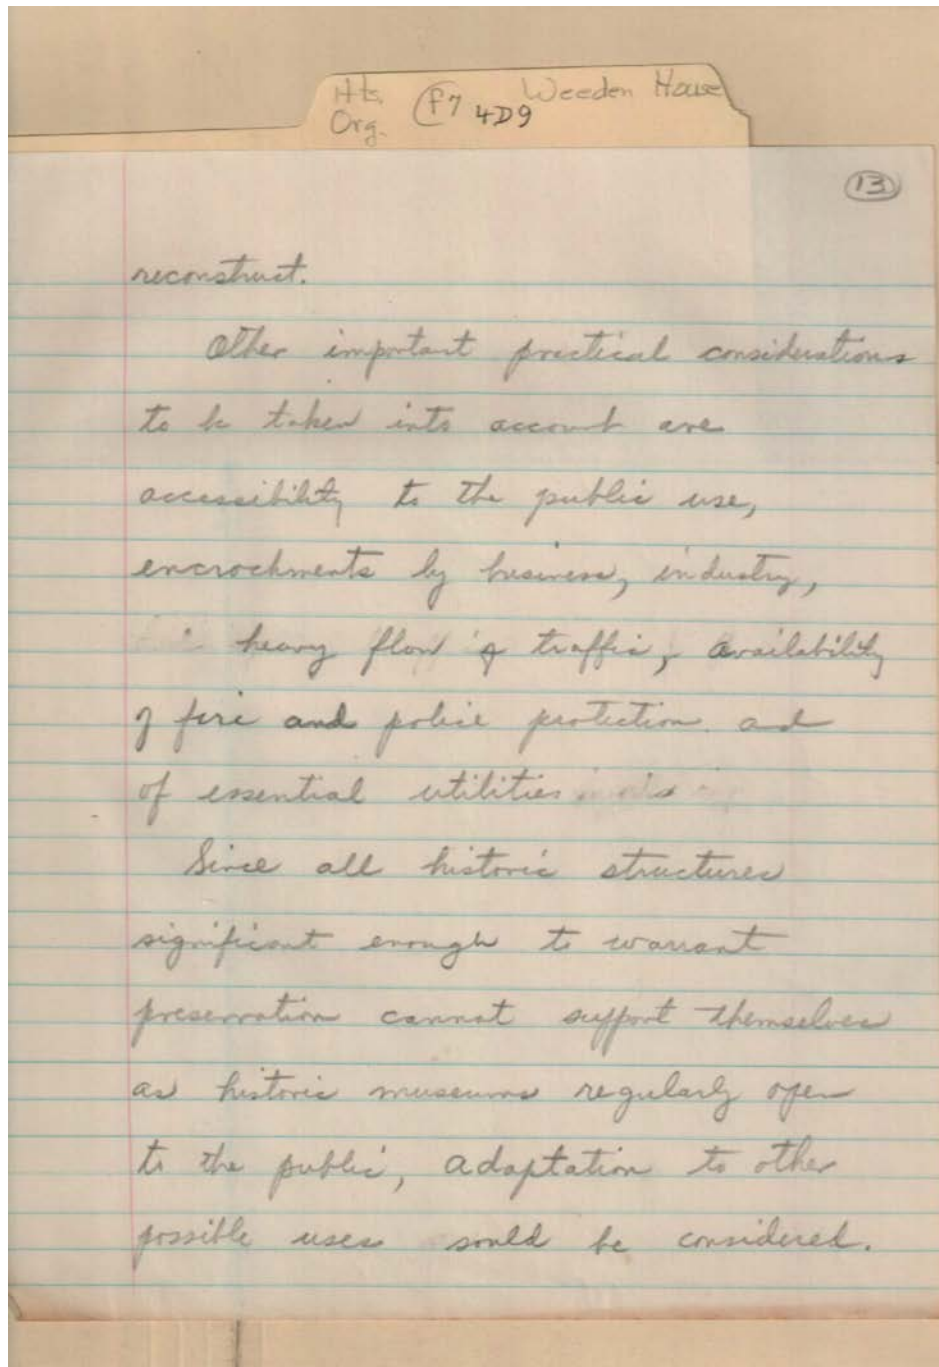 Hts. Org. F7 4D9 Weeden House
13
reconstruct.
Other important practical considerations
to be taken into account are
accessibility to the public use,
encrochments by business, industry,
heavy flow of traffic, availability
of fire and police protection and
of essential utilities
Since all historic structures
significant enough to warrant
preservation cannot support themselves
as historic museums regularly open
to the public, adaptation to other
possible uses sould be considered.